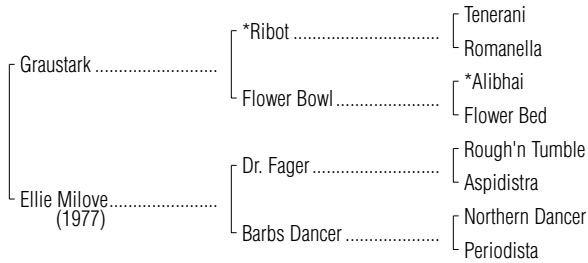 Tenerani
*Ribot ................................
Romanella
Graustark ...........................
*Alibhai
Flower Bowl ......................
Flower Bed
Rough'n Tumble
Dr. Fager ............................
Aspidistra
Ellie Milove........................
(1977)
Northern Dancer
Barbs Dancer ....................
Periodista